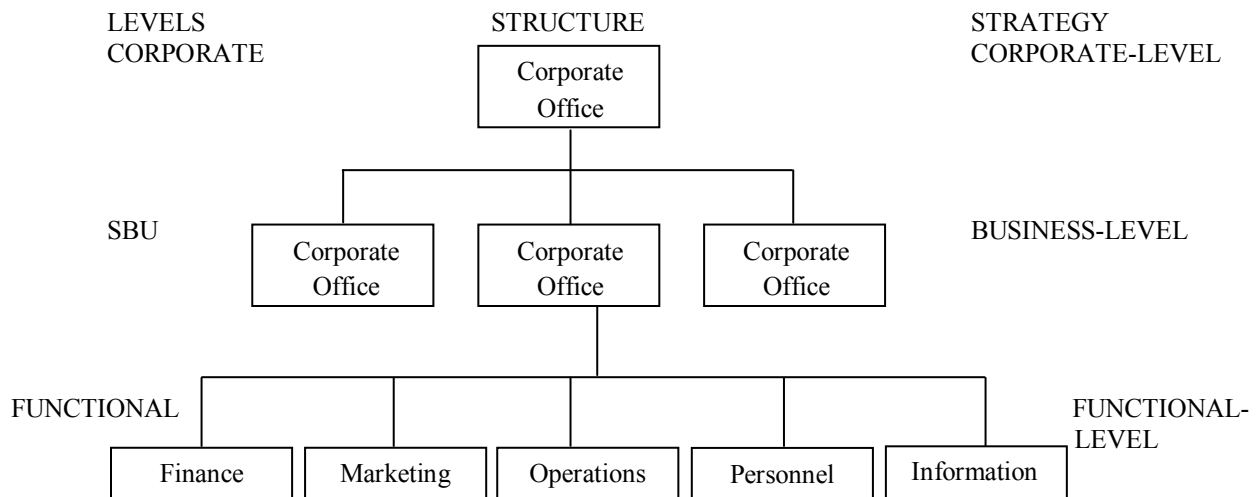 LEVELS
CORPORATE
STRUCTURE
STRATEGY
CORPORATE-LEVEL
Corporate
Office
SBU
Corporate
Office
Corporate
Office
Corporate
Office
BUSINESS-LEVEL
FUNCTIONAL
FUNCTIONAL-
LEVEL
Finance
Marketing
Operations
Personnel
Information